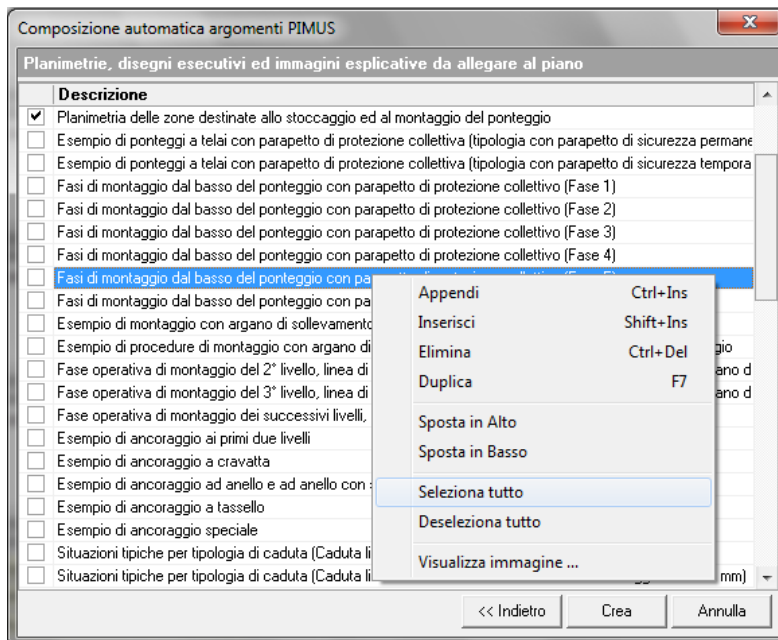 Composizione automatica argomenti PIMUS
x
Planimetrie, disegni esecutivi ed immagini esplicative da allegare al piano
Descrizione
Planimetria delle zone destinate allo stoccaggio ed al montaggio del ponteggio
Esempio di ponteggi a telai con parapetto di protezione collettiva (tipologia con parapetto di sicurezza permane
Esempio di ponteggi a telai con parapetto di protezione collettiva (tipologia con parapetto di sicurezza tempora
Fasi di montaggio dal basso del ponteggio con parapetto di protezione collettivo (Fase 1)
Fasi di montaggio dal basso del ponteggio con parapetto di protezione collettivo (Fase 2)
Fasi di montaggio dal basso del ponteggio con parapetto di protezione collettivo (Fase 3)
Fasi di montaggio dal basso del ponteggio con parapetto di protezione collettivo (Fase 4)
Fasi di montaggio dal basso del ponteggio con pa
Fasi di montaggio dal basso del ponteggio con pa
Esempio di montaggio con argano di sollevamento
Esempio di procedure di montaggio con argano di gio
Fase operativa di montaggio del 2° livello, linea di ano d
Fase operativa di montaggio del 3° livello, linea di ano d
Fase operativa di montaggio dei successivi livelli,
Esempio di ancoraggio ai primi due livelli
Esempio di ancoraggio a cravatta
Esempio di ancoraggio ad anello e ad anello con
Esempio di ancoraggio a tassello
Esempio di ancoraggio speciale
Situazioni tipiche per tipologia di caduta (Caduta li
Situazioni tipiche per tipologia di caduta (Caduta li mm)
Appendi Ctrl+Ins
Inserisci Shift+Ins
Elimina Ctrl+Del
Duplica F7
Sposta in Alto
Sposta in Basso
Seleziona tutto
Deseleziona tutto
Visualizza immagine ...
<< Indietro Crea Annulla